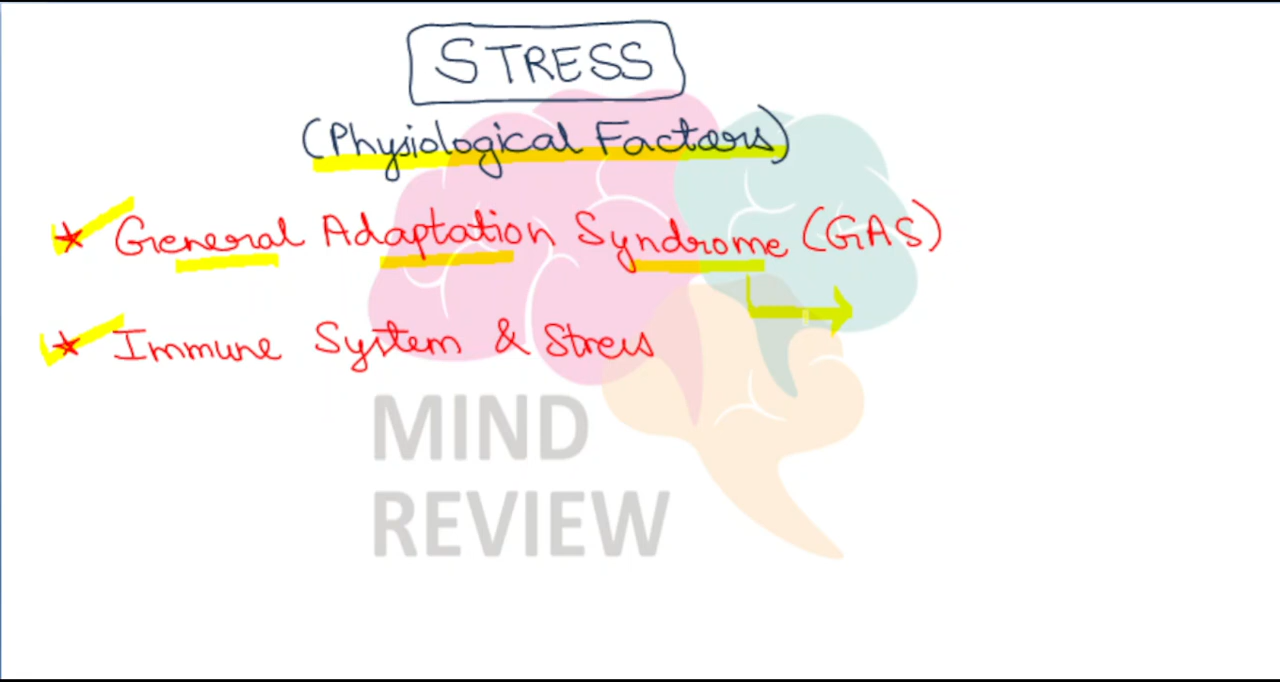 STRESS
(Physiological Factors)
★ General Adaptation Syndrome (GAS)
★ Immune System & Stress
MIND
REVIEW